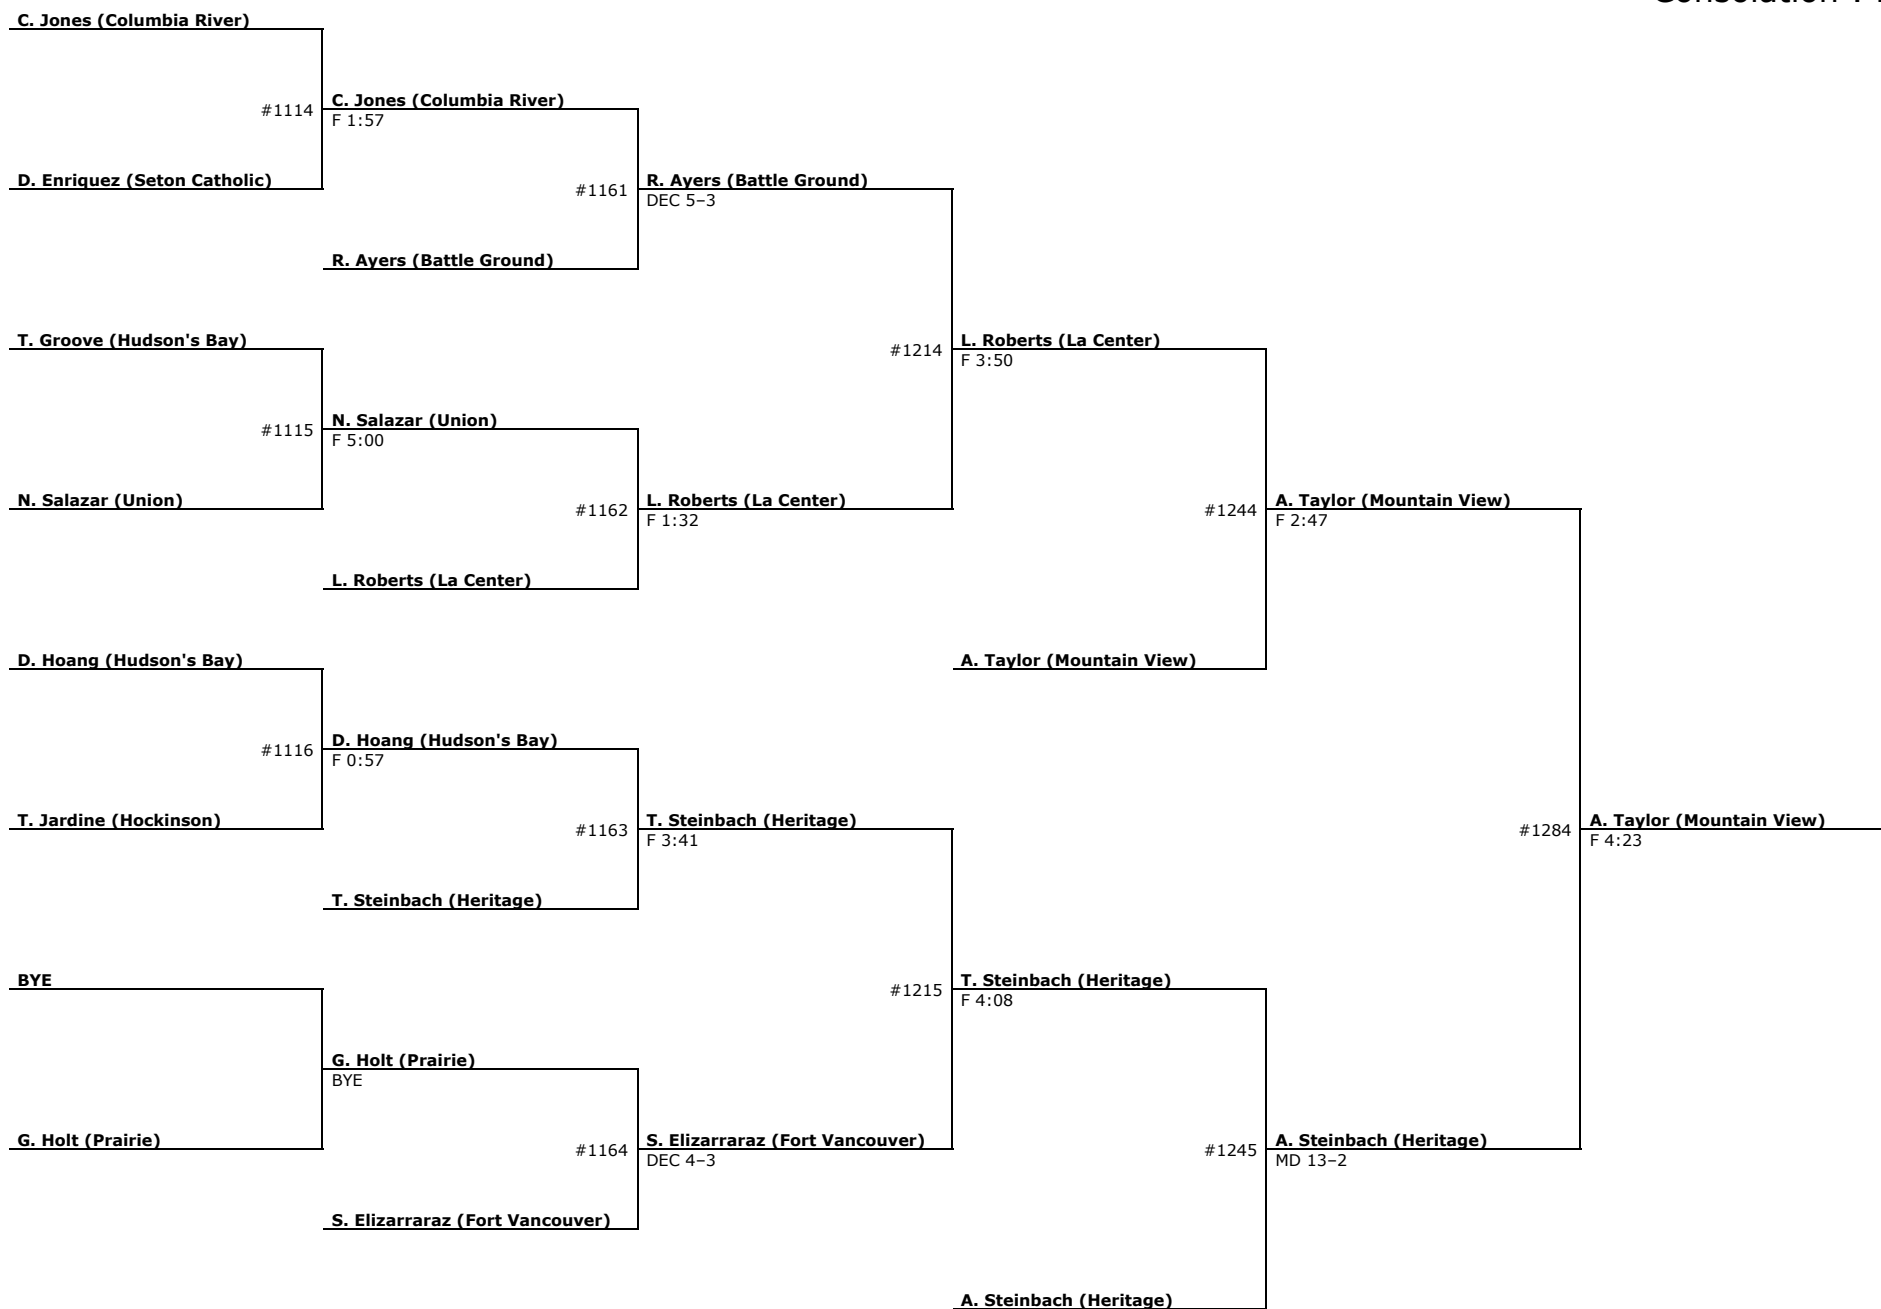 C. Jones (Columbia River)
#1114
C. Jones (Columbia River)
F 1:57
D. Enriquez (Seton Catholic)
#1161
R. Ayers (Battle Ground)
DEC 5–3
R. Ayers (Battle Ground)
T. Groove (Hudson's Bay)
#1214
L. Roberts (La Center)
F 3:50
#1115
N. Salazar (Union)
F 5:00
N. Salazar (Union)
#1162
L. Roberts (La Center)
F 1:32
#1244
A. Taylor (Mountain View)
F 2:47
L. Roberts (La Center)
D. Hoang (Hudson's Bay)
A. Taylor (Mountain View)
#1116
D. Hoang (Hudson's Bay)
F 0:57
T. Jardine (Hockinson)
#1163
T. Steinbach (Heritage)
F 3:41
#1284
A. Taylor (Mountain View)
F 4:23
T. Steinbach (Heritage)
BYE
#1215
T. Steinbach (Heritage)
F 4:08
G. Holt (Prairie)
BYE
G. Holt (Prairie)
#1164
S. Elizarraraz (Fort Vancouver)
DEC 4–3
#1245
A. Steinbach (Heritage)
MD 13–2
S. Elizarraraz (Fort Vancouver)
A. Steinbach (Heritage)